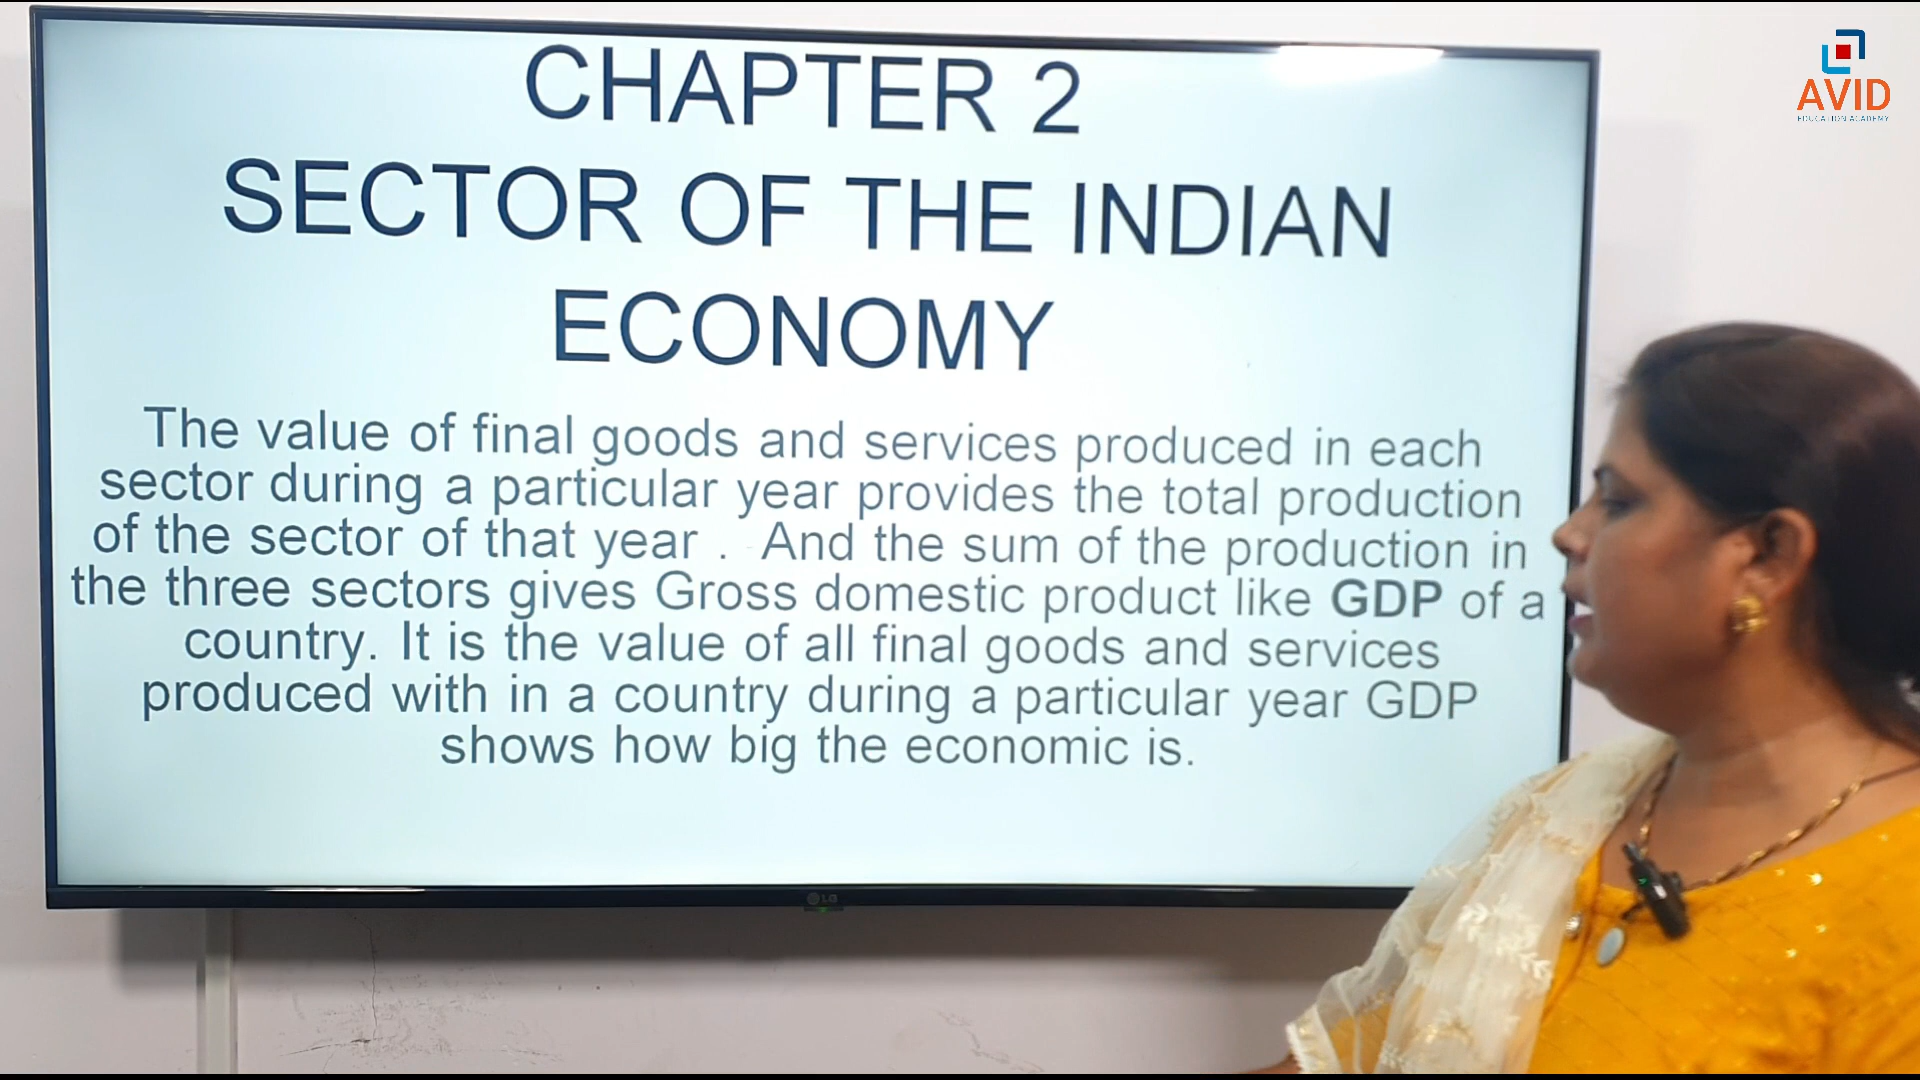 CHAPTER 2
SECTOR OF THE INDIAN
ECONOMY
The value of final goods and services produced in each
sector during a particular year provides the total production
of the sector of that year . And the sum of the production in
the three sectors gives Gross domestic product like GDP of a
country. It is the value of all final goods and services
produced with in a country during a particular year GDP
shows how big the economic is.
AVID
EDUCATION ACADEMY
LG